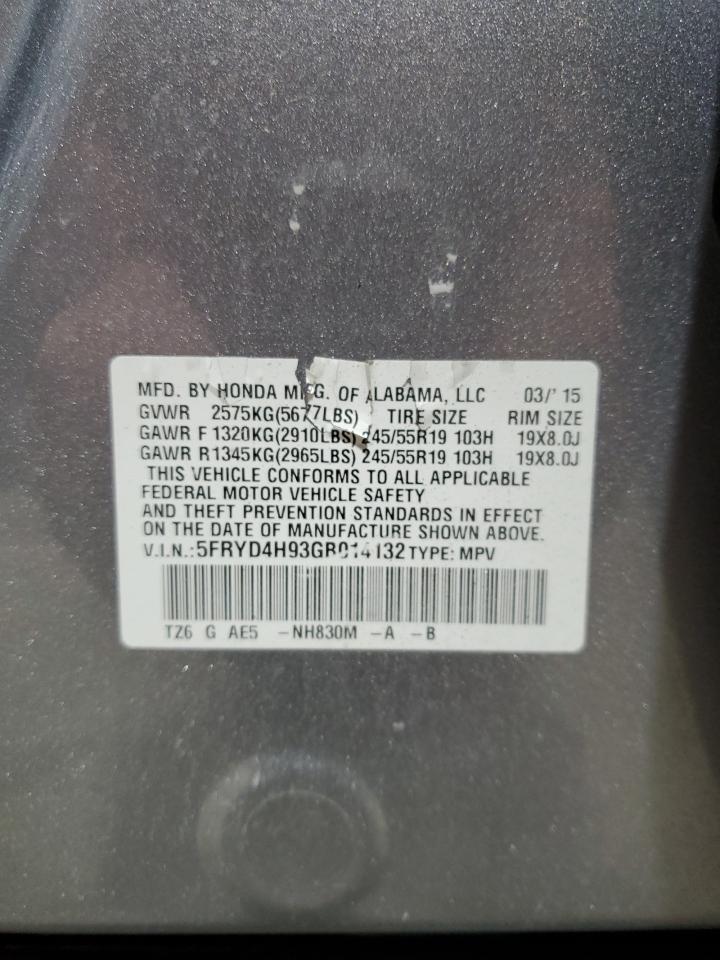 MFD. BY HONDA MFG. OF ALABAMA, LLC 03/' 15
GVWR 2575KG(5677LBS) TIRE SIZE RIM SIZE
GAWR F 1320KG(2910LBS) 245/55R19 103H 19X8.0J
GAWR R 1345KG(2965LBS) 245/55R19 103H 19X8.0J
THIS VEHICLE CONFORMS TO ALL APPLICABLE
FEDERAL MOTOR VEHICLE SAFETY
AND THEFT PREVENTION STANDARDS IN EFFECT
ON THE DATE OF MANUFACTURE SHOWN ABOVE.
V.I.N.: 5FRYD4H93GB014132 TYPE: MPV
TZ6 G AE5 -NH830M -A -B